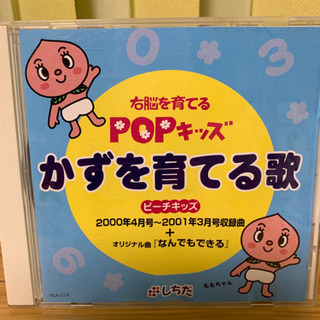 右脳を育てる
POPキッズ
かずを育てる歌
ピーチキッズ
2000年4月号〜2001年3月号収録曲
+
オリジナル曲『なんでもできる』
しちだ
ももちゃん
PEA-014